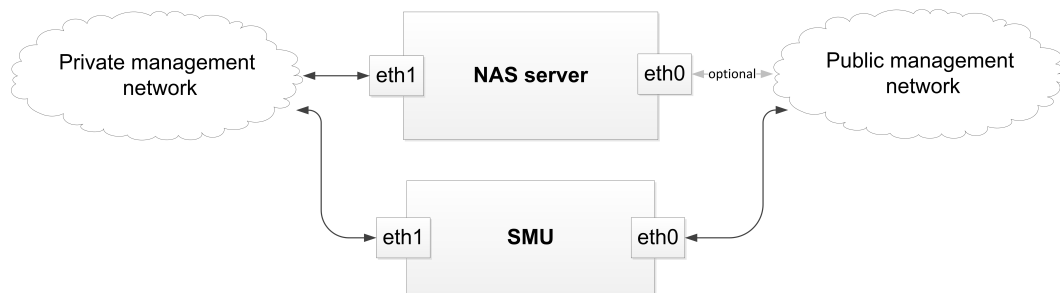 Private management
network
eth1
NAS server
eth0
optional
Public management
network
eth1
SMU
eth0